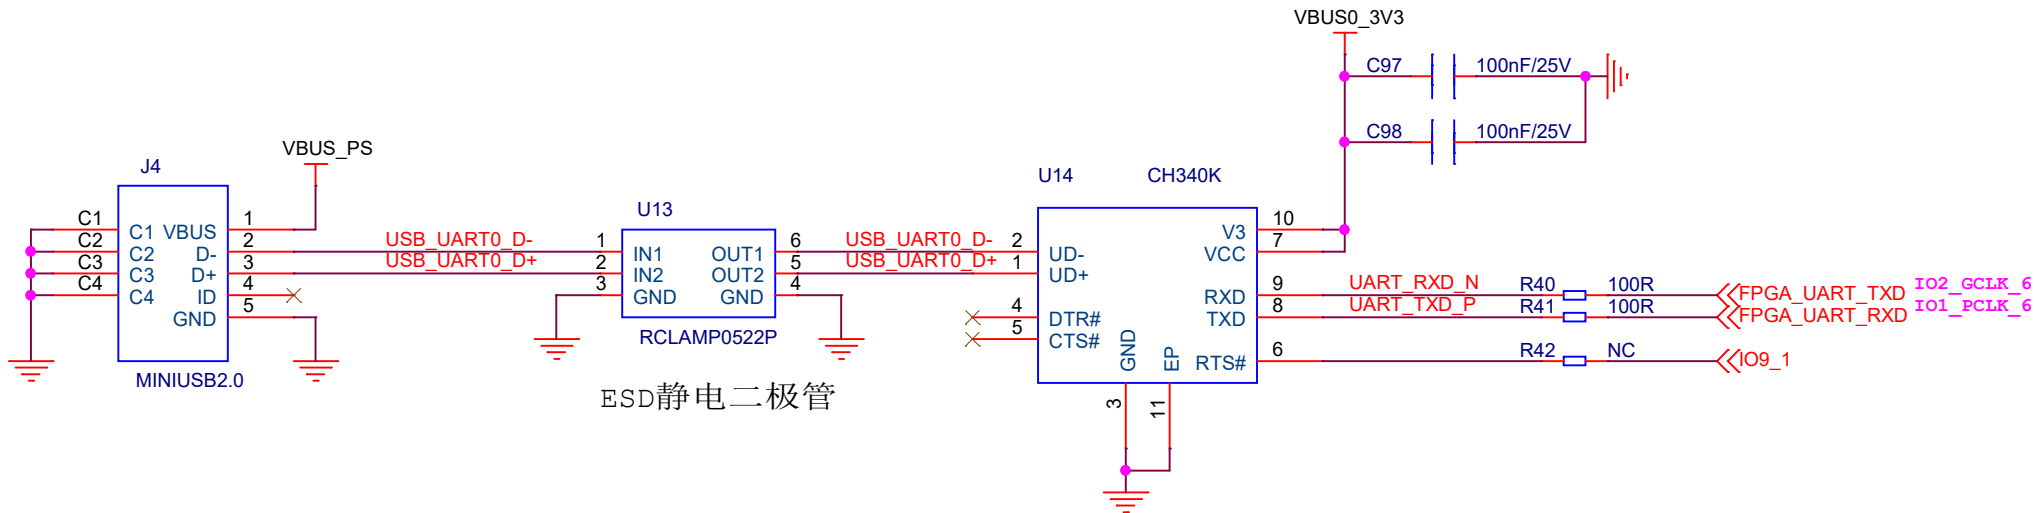 VBUS0_3V3
C97 100nF/25V
C98 100nF/25V
VBUS_PS
J4
U14 CH340K
U13
C1 C1 VBUS 1
C2 C2 D- 2 USB_UART0_D- 1 IN1 OUT1 6 USB_UART0_D- 2 UD-
C3 C3 D+ 3 USB_UART0_D+ 2 IN2 OUT2 5 USB_UART0_D+ 1 UD+
C4 C4 ID 4 3 GND GND 4
GND 5
V3 10
VCC 7
RXD 9 UART_RXD_N R40 100R FPGA_UART_TXD IO2_GCLK_6
4 DTR# TXD 8 UART_TXD_P R41 100R FPGA_UART_RXD IO1_PCLK_6
5 CTS#
RCLAMP0522P
GND EP RTS# 6 R42 NC IO9_1
MINIUSB2.0
ESD静电二极管
3 11